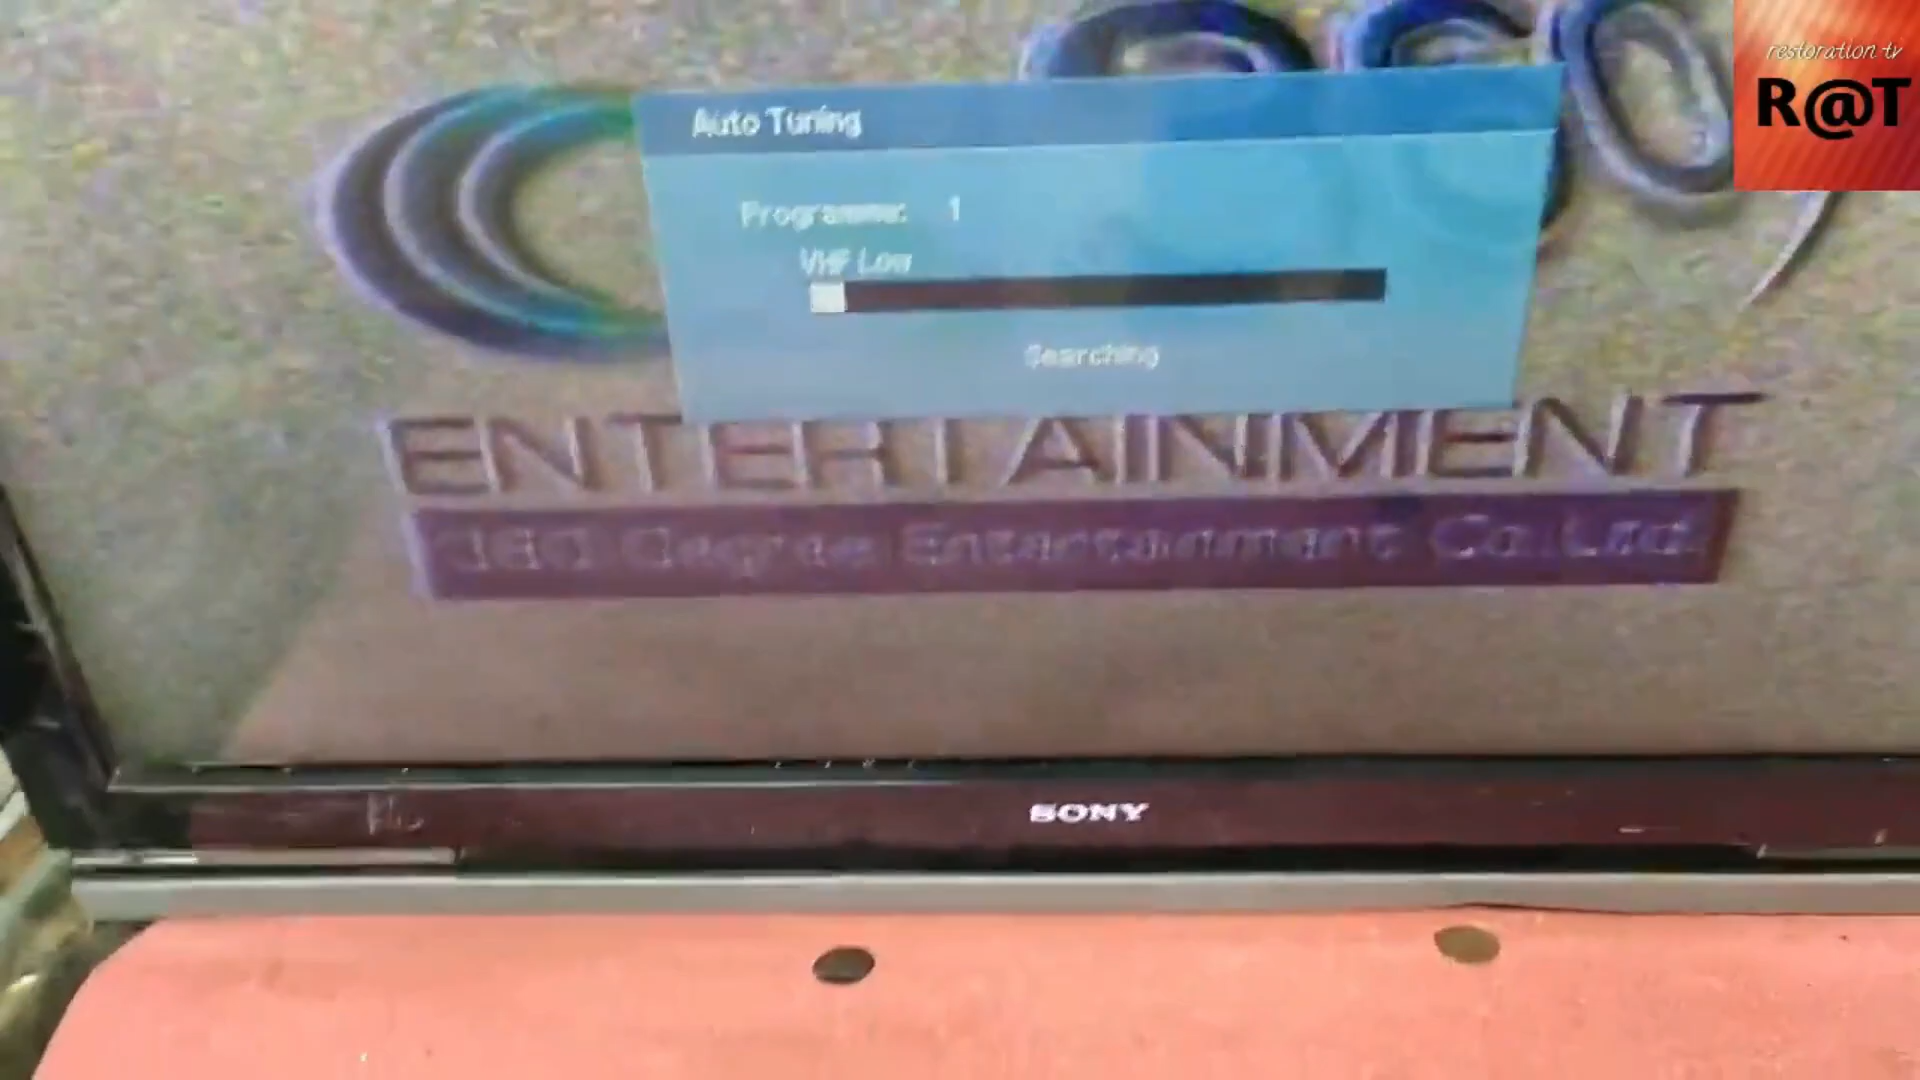 restoration tv
R@T
Auto Tuning
Programme: 1
VHF Low
Searching
ENTERTAINMENT
360 Degree Entertainment Co.Ltd.
SONY